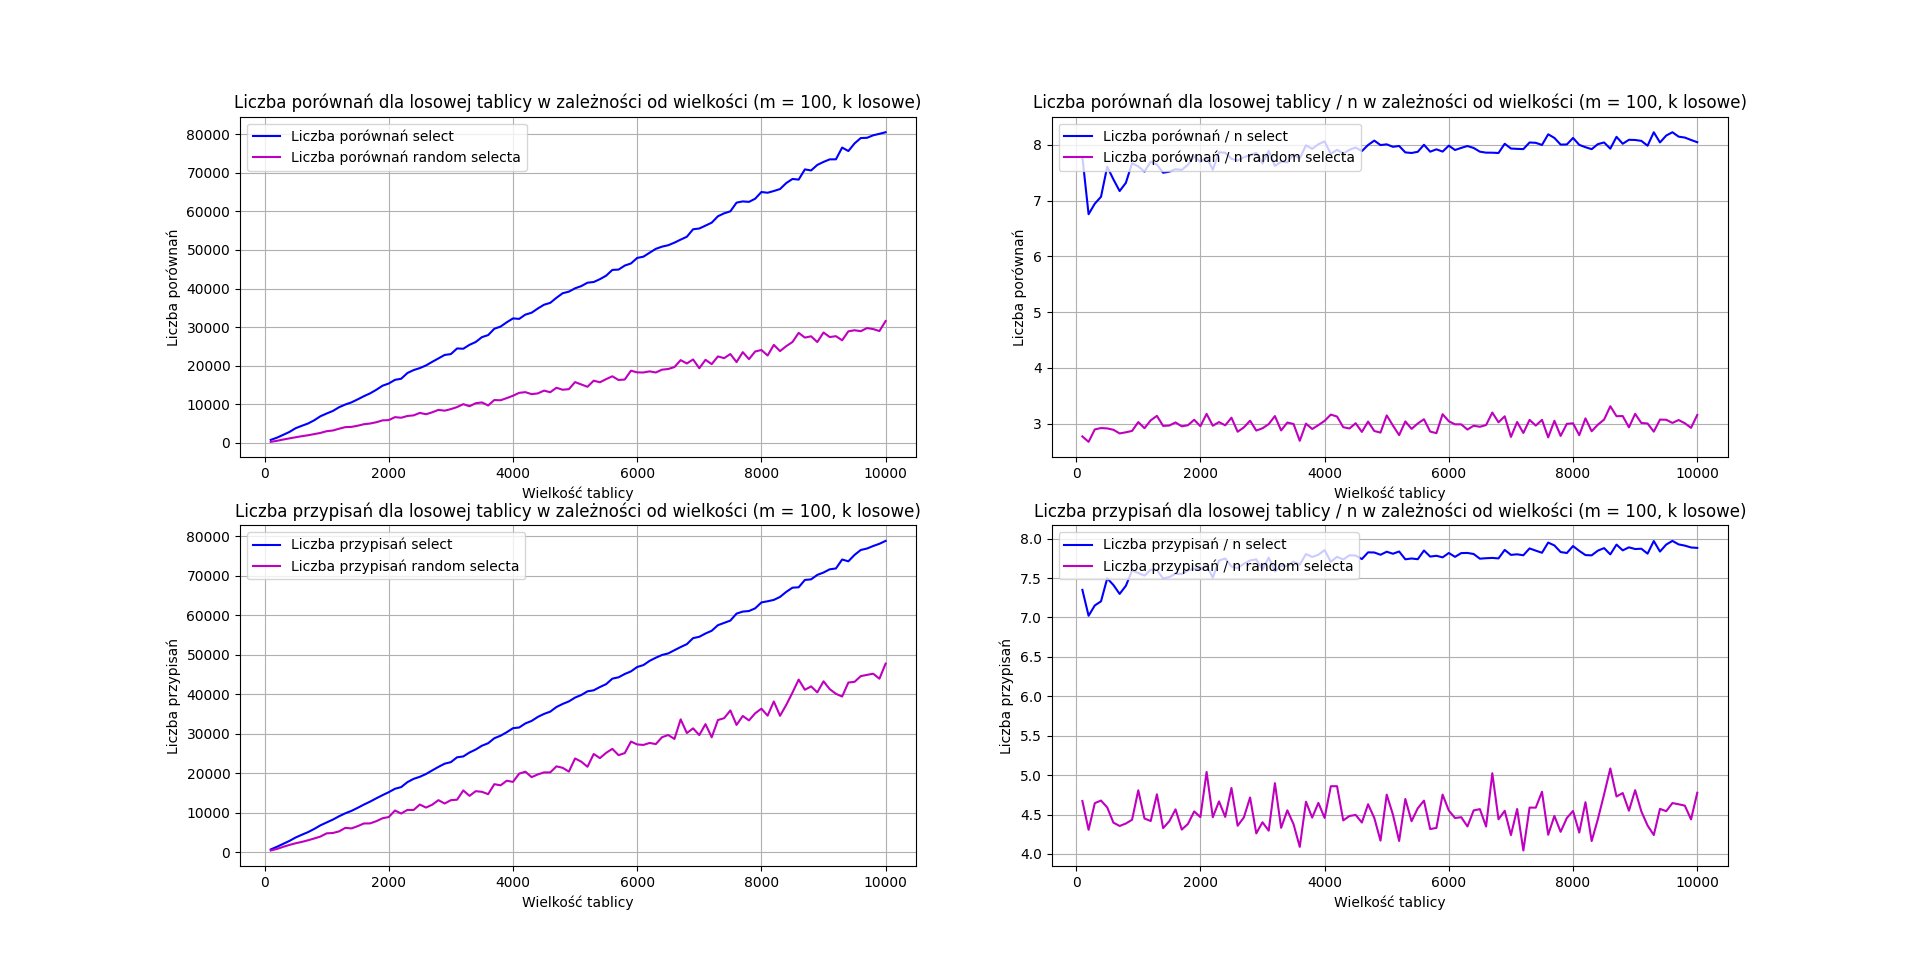 Liczba porównań dla losowej tablicy w zależności od wielkości (m = 100, k losowe)
Liczba porównań select
Liczba porównań random selecta
80000
70000
60000
50000
40000
30000
20000
10000
0
Liczba porównań
0 2000 4000 6000 8000 10000
Wielkość tablicy
Liczba porównań dla losowej tablicy / n w zależności od wielkości (m = 100, k losowe)
Liczba porównań / n select
Liczba porównań / n random selecta
8
7
6
5
4
3
Liczba porównań
0 2000 4000 6000 8000 10000
Wielkość tablicy
Liczba przypisań dla losowej tablicy w zależności od wielkości (m = 100, k losowe)
Liczba przypisań select
Liczba przypisań random selecta
80000
70000
60000
50000
40000
30000
20000
10000
0
Liczba przypisań
0 2000 4000 6000 8000 10000
Wielkość tablicy
Liczba przypisań dla losowej tablicy / n w zależności od wielkości (m = 100, k losowe)
Liczba przypisań / n select
Liczba przypisań / n random selecta
8.0
7.5
7.0
6.5
6.0
5.5
5.0
4.5
4.0
Liczba przypisań
0 2000 4000 6000 8000 10000
Wielkość tablicy